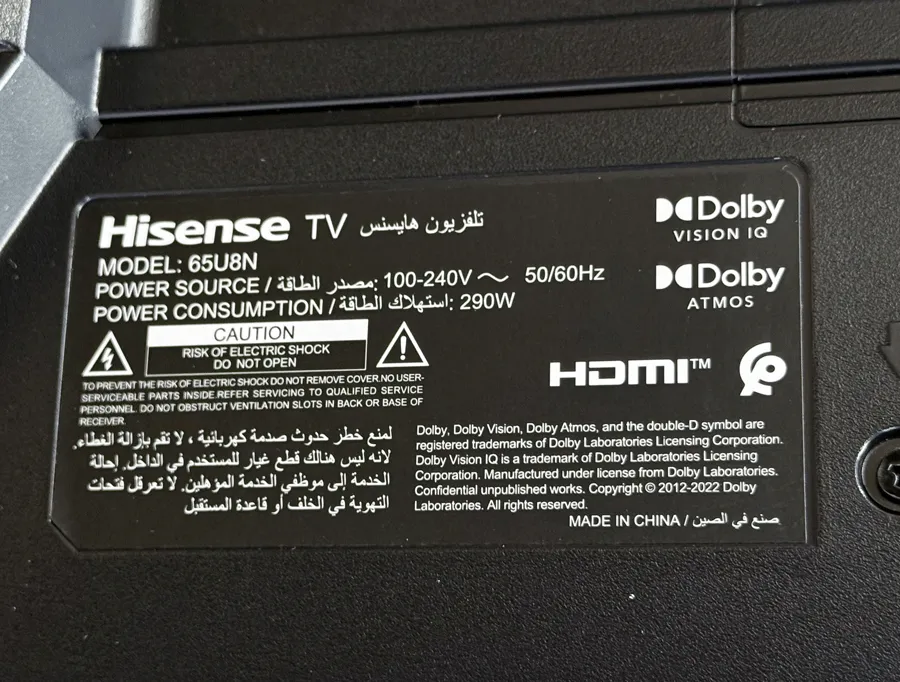 Hisense TV تلفزيون هايسنس
MODEL: 65U8N
POWER SOURCE / مصدر الطاقة: 100-240V ～ 50/60Hz
POWER CONSUMPTION / استهلاك الطاقة: 290W
CAUTION
RISK OF ELECTRIC SHOCK
DO NOT OPEN
TO PREVENT THE RISK OF ELECTRIC SHOCK DO NOT REMOVE COVER.NO USER-
SERVICEABLE PARTS INSIDE.REFER SERVICING TO QUALIFIED SERVICE
PERSONNEL. DO NOT OBSTRUCT VENTILATION SLOTS IN BACK OR BASE OF
RECEIVER.
لمنع خطر حدوث صدمة كهربائية ، لا تقم بإزالة الغطاء.
لانه ليس هنالك قطع غيار للمستخدم في الداخل. إحالة
الخدمة إلى موظفي الخدمة المؤهلين. لا تعرقل فتحات
التهوية في الخلف أو قاعدة المستقبل
Dolby
VISION IQ
Dolby
ATMOS
HDMI™
Dolby, Dolby Vision, Dolby Atmos, and the double-D symbol are
registered trademarks of Dolby Laboratories Licensing Corporation.
Dolby Vision IQ is a trademark of Dolby Laboratories Licensing
Corporation. Manufactured under license from Dolby Laboratories.
Confidential unpublished works. Copyright © 2012-2022 Dolby
Laboratories. All rights reserved.
MADE IN CHINA / صنع في الصين